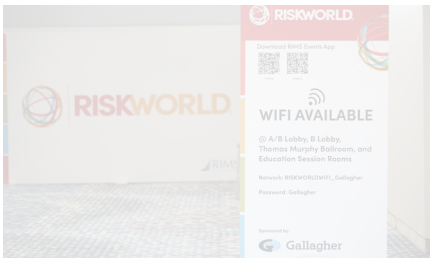 RISKWORLD
RIMS
RISKWORLD
Download RIMS Events App
WIFI AVAILABLE
@ A/B Lobby, B Lobby,
Thomas Murphy Ballroom, and
Education Session Rooms
Network: RISKWORLDWIFI_Gallagher
Password: Gallagher
Sponsored by
Gallagher